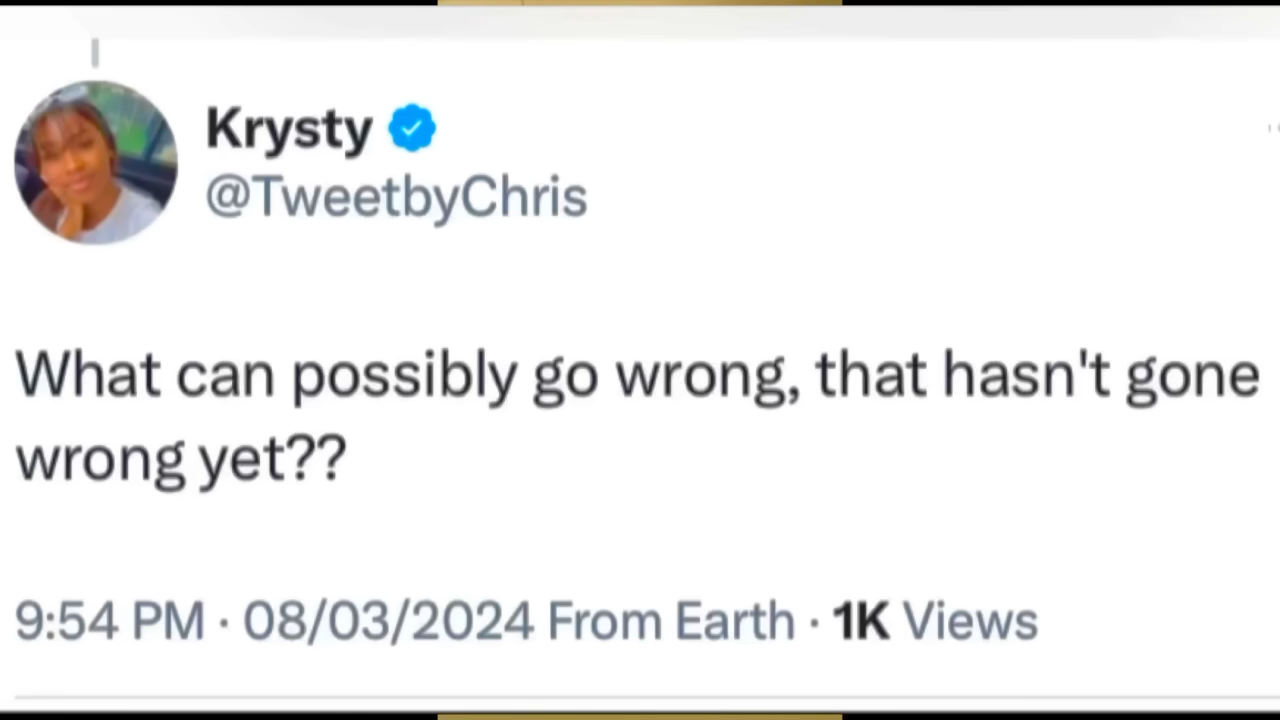 Krysty
@TweetbyChris
What can possibly go wrong, that hasn't gone
wrong yet??
9:54 PM · 08/03/2024 From Earth · 1K Views